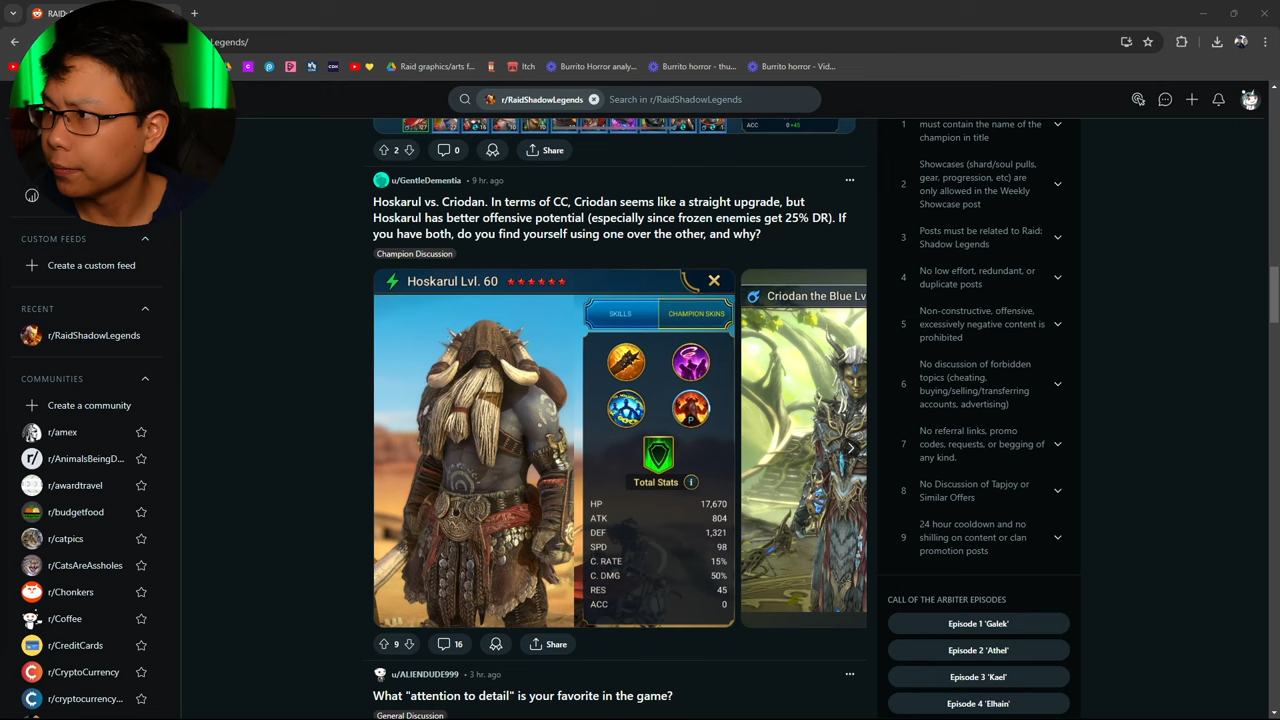 RAID:
Legends/
Raid graphics/arts f...
Itch
Burrito Horror analy...
Burrito horror - thu...
Burrito horror - Vid...
r/RaidShadowLegends
Search in r/RaidShadowLegends
CUSTOM FEEDS
Create a custom feed
RECENT
r/RaidShadowLegends
COMMUNITIES
Create a community
r/amex
r/AnimalsBeingD...
r/awardtravel
r/budgetfood
r/catpics
r/CatsAreAssholes
r/Chonkers
r/Coffee
r/CreditCards
r/CryptoCurrency
r/cryptocurrency...
ACC 0 +45
2
0
Share
u/GentleDementia • 9 hr. ago
Hoskarul vs. Criodan. In terms of CC, Criodan seems like a straight upgrade, but
Hoskarul has better offensive potential (especially since frozen enemies get 25% DR). If
you have both, do you find yourself using one over the other, and why?
Champion Discussion
Hoskarul Lvl. 60
SKILLS
CHAMPION SKINS
P
Total Stats
HP 17,670
ATK 804
DEF 1,321
SPD 98
C. RATE 15%
C. DMG 50%
RES 45
ACC 0
Criodan the Blue Lv
9
16
Share
u/ALIENDUDE999 • 3 hr. ago
What "attention to detail" is your favorite in the game?
General Discussion
1
must contain the name of the
champion in title
2
Showcases (shard/soul pulls,
gear, progression, etc) are
only allowed in the Weekly
Showcase post
3
Posts must be related to Raid:
Shadow Legends
4
No low effort, redundant, or
duplicate posts
5
Non-constructive, offensive,
excessively negative content is
prohibited
6
No discussion of forbidden
topics (cheating,
buying/selling/transferring
accounts, advertising)
7
No referral links, promo
codes, requests, or begging of
any kind.
8
No Discussion of Tapjoy or
Similar Offers
9
24 hour cooldown and no
shilling on content or clan
promotion posts
CALL OF THE ARBITER EPISODES
Episode 1 'Galek'
Episode 2 'Athel'
Episode 3 'Kael'
Episode 4 'Elhain'